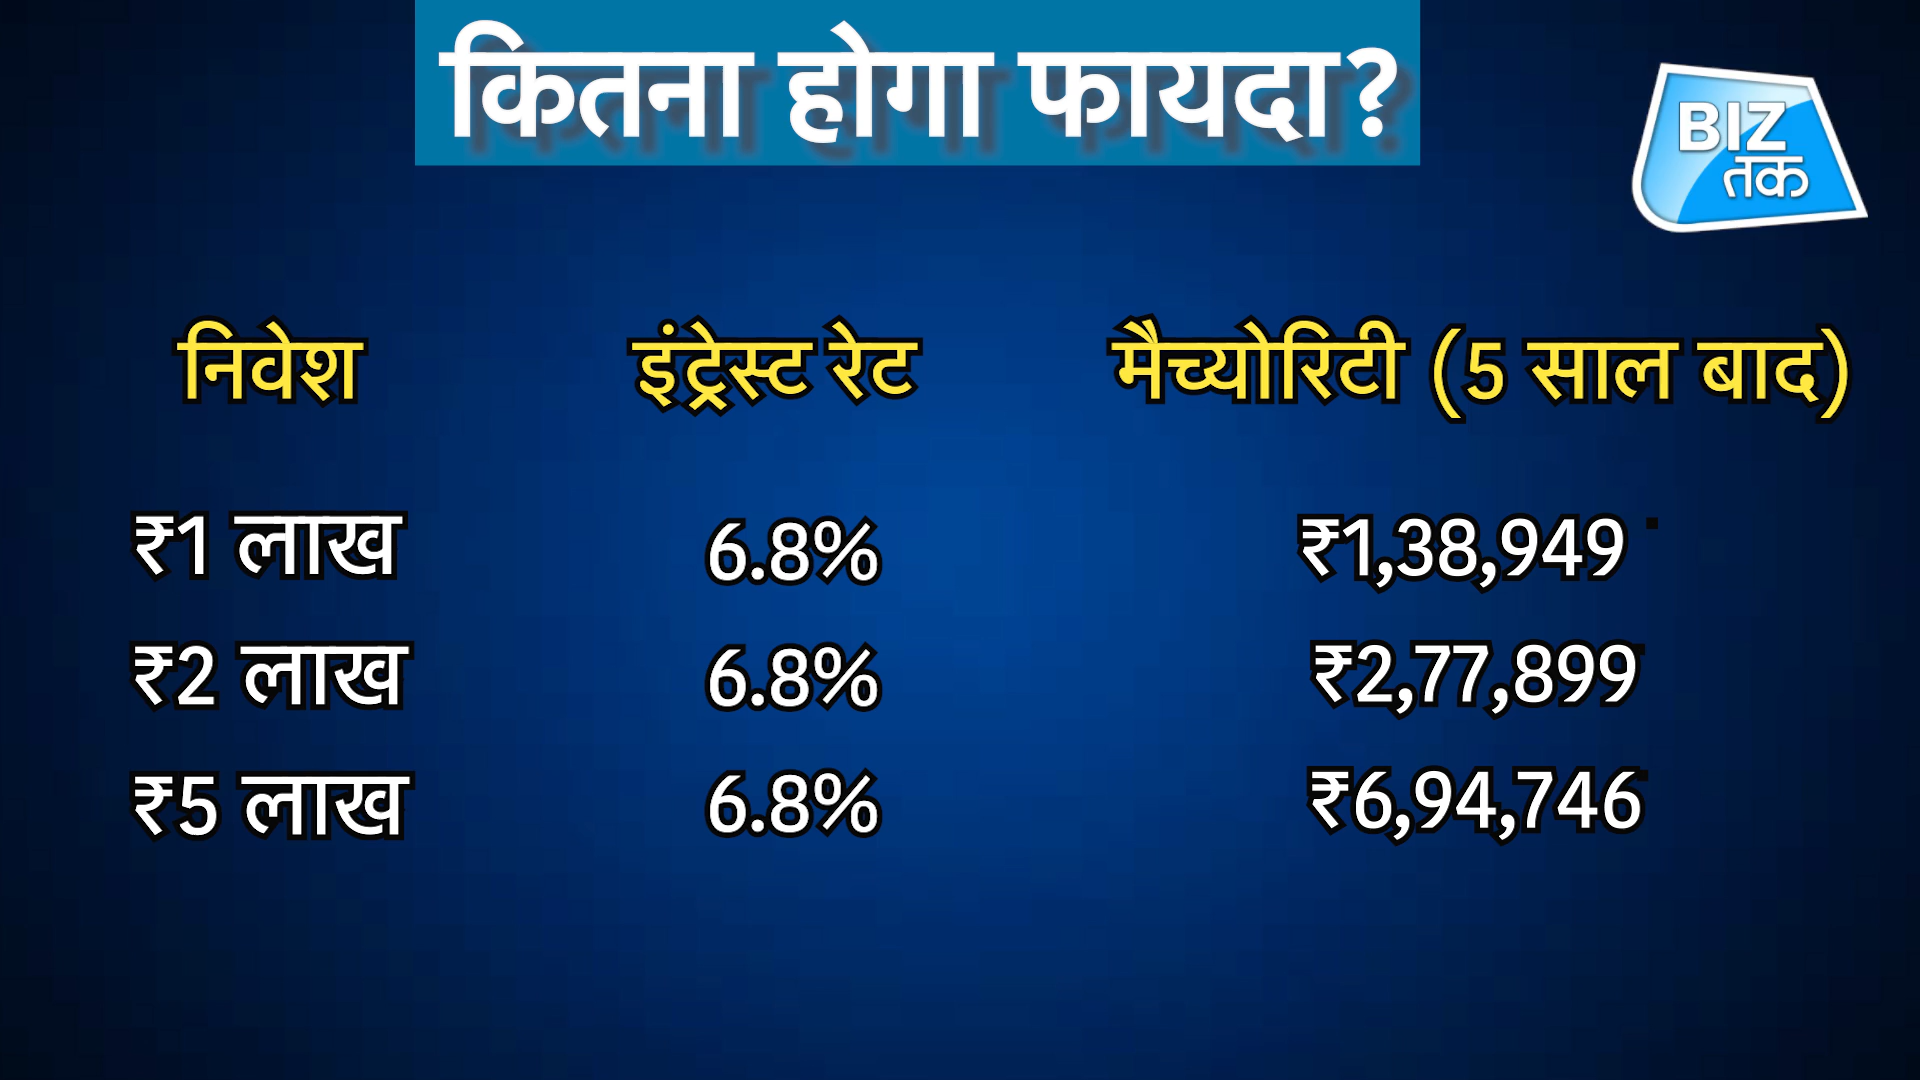 कितना होगा फायदा?
BIZ
तक
निवेश इंट्रेस्ट रेट मैच्योरिटी (5 साल बाद)
₹1 लाख 6.8% ₹1,38,949
₹2 लाख 6.8% ₹2,77,899
₹5 लाख 6.8% ₹6,94,746